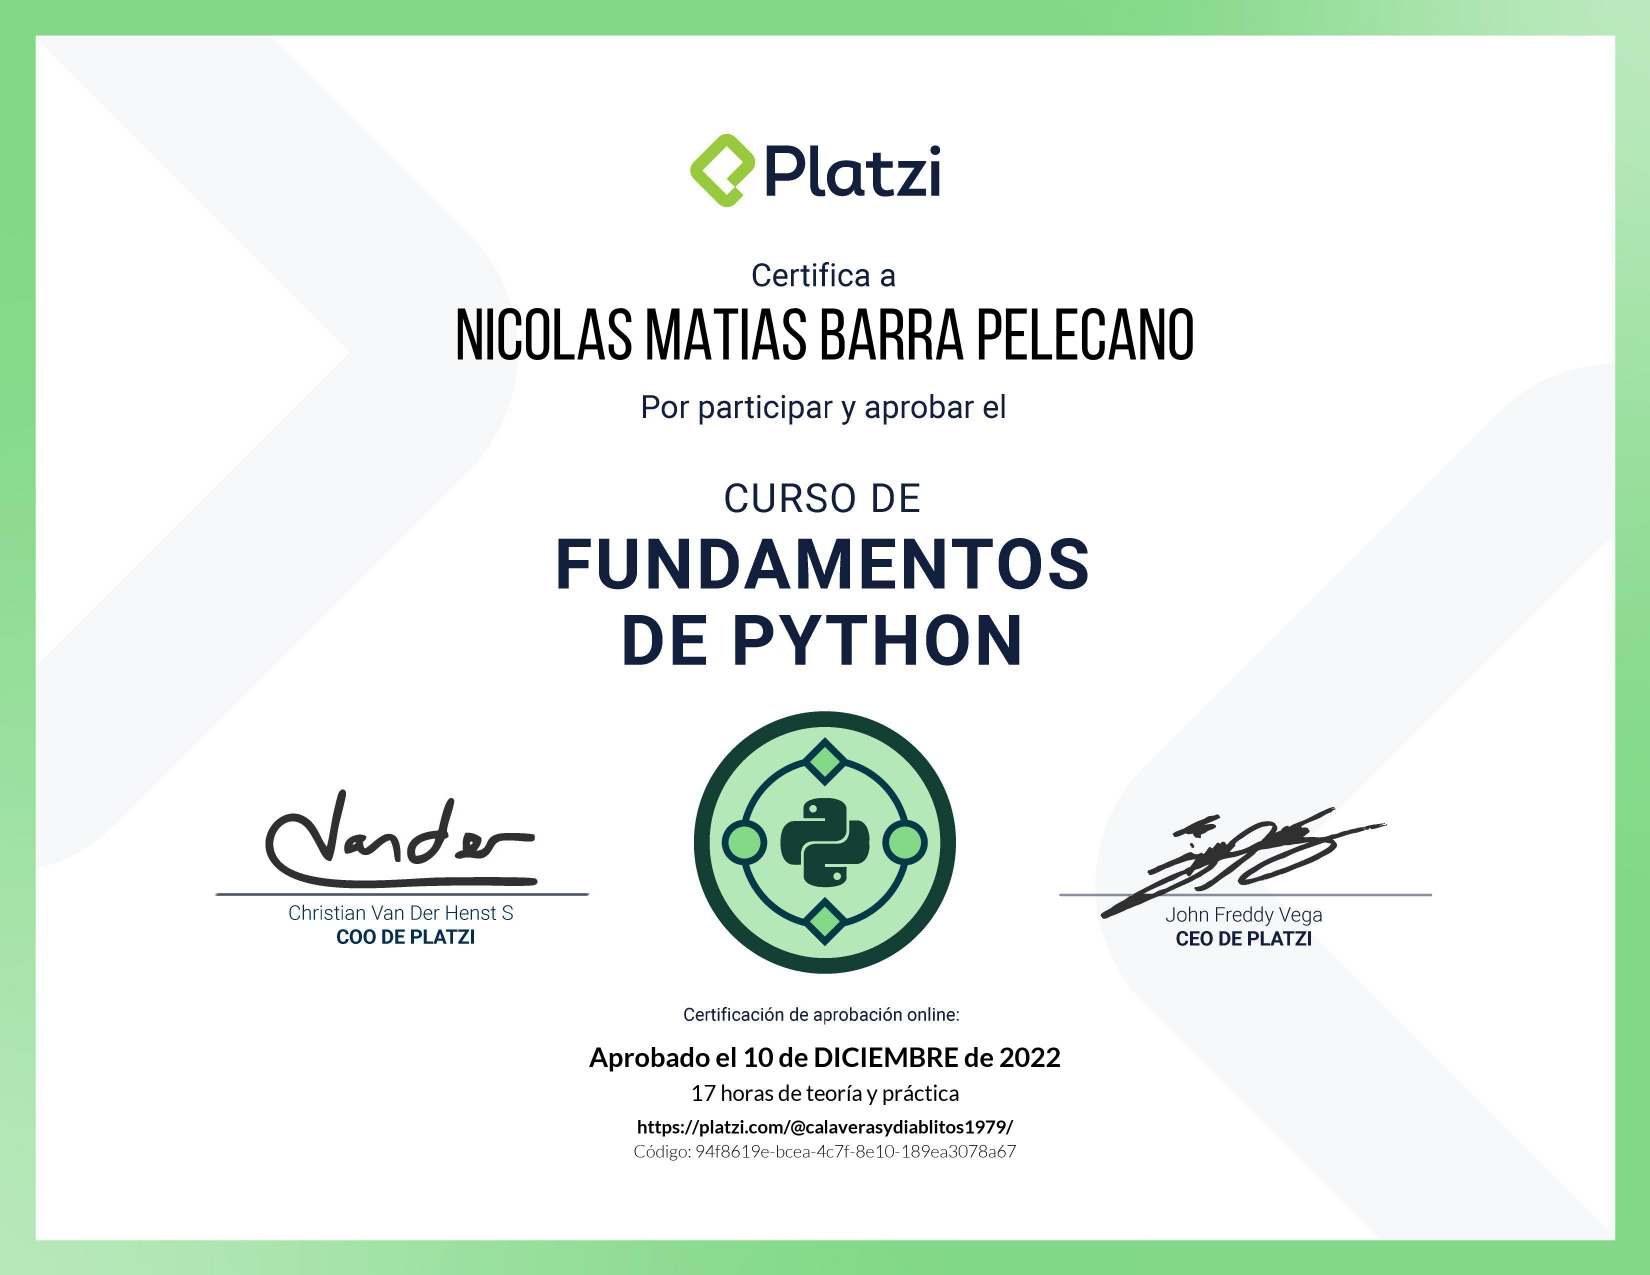 Platzi
Certifica a
NICOLAS MATIAS BARRA PELECANO
Por participar y aprobar el
CURSO DE
FUNDAMENTOS
DE PYTHON
Vander
Christian Van Der Henst S
COO DE PLATZI
John Freddy Vega
CEO DE PLATZI
Certificación de aprobación online:
Aprobado el 10 de DICIEMBRE de 2022
17 horas de teoría y práctica
https://platzi.com/@calaverasydiablitos1979/
Código: 94f8619e-bcea-4c7f-8e10-189ea3078a67